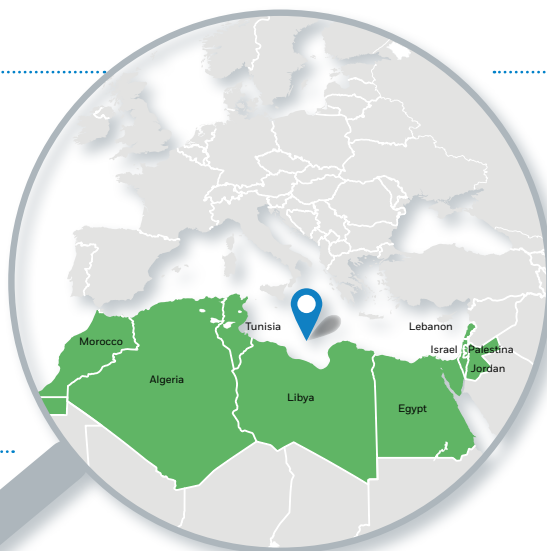 Tunisia
Lebanon
Morocco
Israel
Palestina
Jordan
Algeria
Libya
Egypt